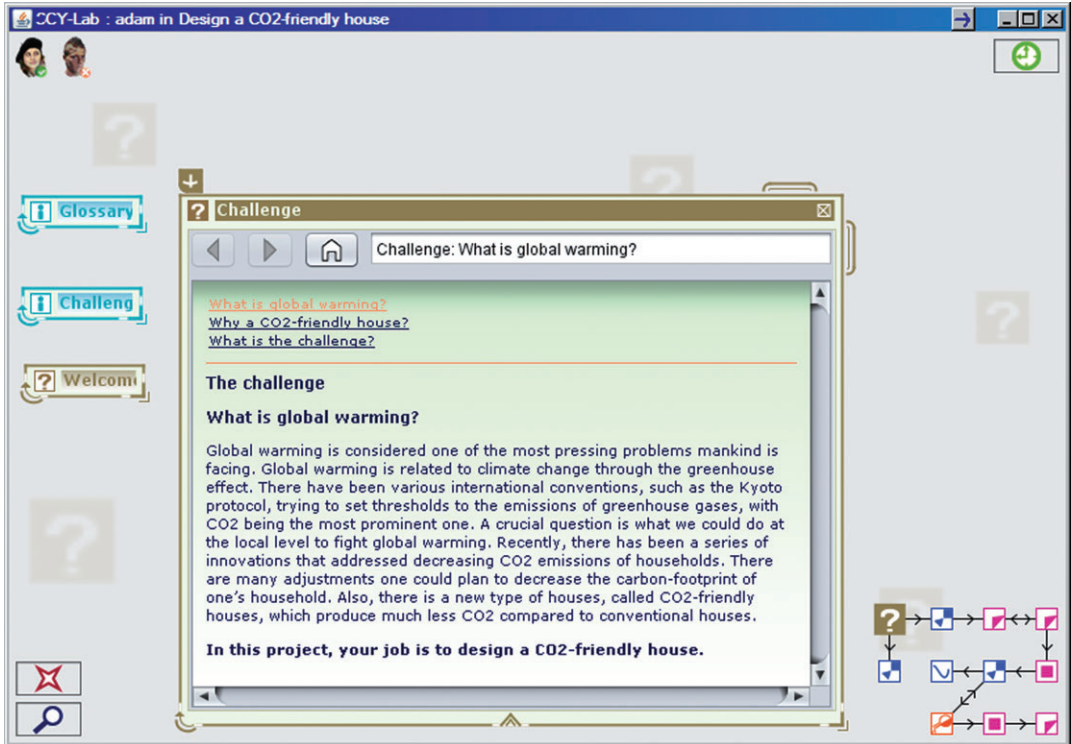 SCY-Lab : adam in Design a CO2-friendly house
Glossary
Challeng
Welcom
? Challenge
Challenge: What is global warming?
What is global warming?
Why a CO2-friendly house?
What is the challenge?
The challenge
What is global warming?
Global warming is considered one of the most pressing problems mankind is
facing. Global warming is related to climate change through the greenhouse
effect. There have been various international conventions, such as the Kyoto
protocol, trying to set thresholds to the emissions of greenhouse gases, with
CO2 being the most prominent one. A crucial question is what we could do at
the local level to fight global warming. Recently, there has been a series of
innovations that addressed decreasing CO2 emissions of households. There
are many adjustments one could plan to decrease the carbon-footprint of
one's household. Also, there is a new type of houses, called CO2-friendly
houses, which produce much less CO2 compared to conventional houses.
In this project, your job is to design a CO2-friendly house.